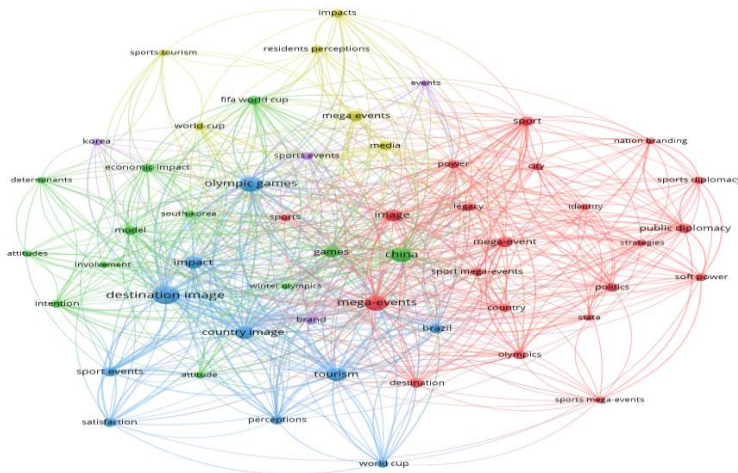 impacts
sports tourism
residents perceptions
events
fifa world cup
mega events
world-cup
sport
korea
sports events
media
nation branding
economic-impact
power
city
determinants
olympic games
sports diplomacy
south-korea
sports
image
legacy
identity
model
public diplomacy
mega-event
strategies
attitudes
involvement
impact
games
china
sport mega-events
soft power
winter olympics
politics
intention
destination image
mega-events
country
state
brand
country image
brazil
olympics
sport events
attitude
tourism
destination
sports mega-events
satisfaction
perceptions
world cup